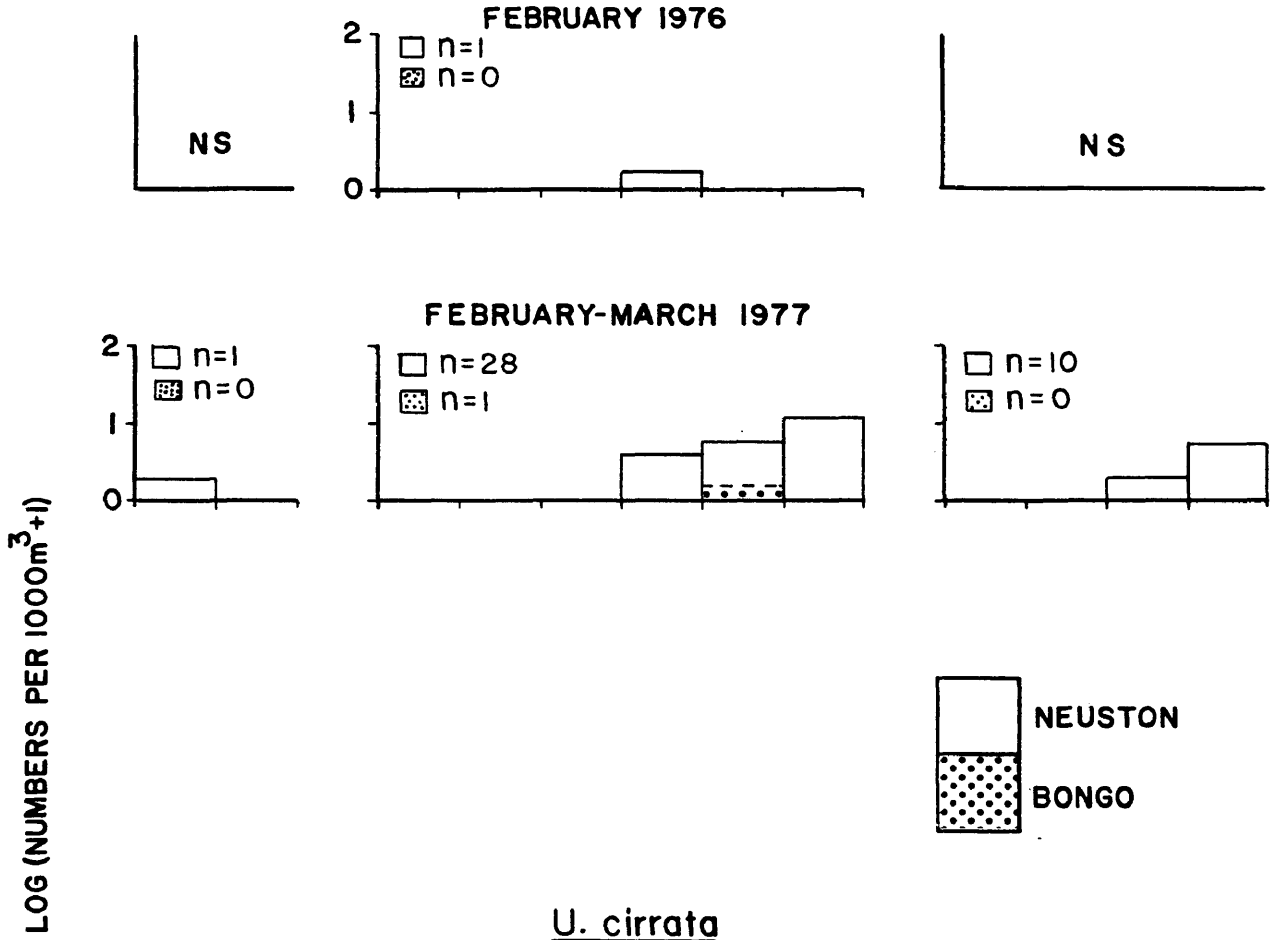 FEBRUARY 1976
2
1
0
n=1
n=0
NS
NS
FEBRUARY-MARCH 1977
2
1
0
n=1
n=0
n=28
n=1
n=10
n=0
LOG (NUMBERS PER 1000m³+1)
NEUSTON
BONGO
U. cirrata